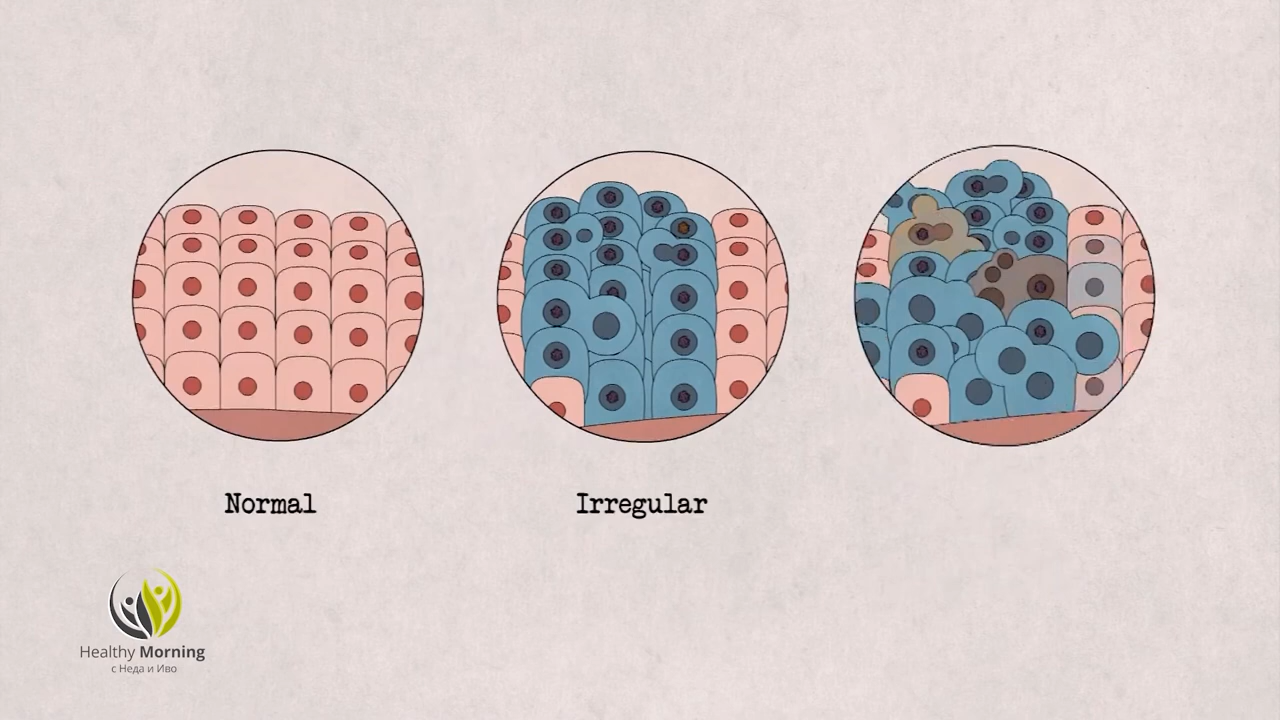 Normal
Irregular
Healthy Morning
с Неда и Иво